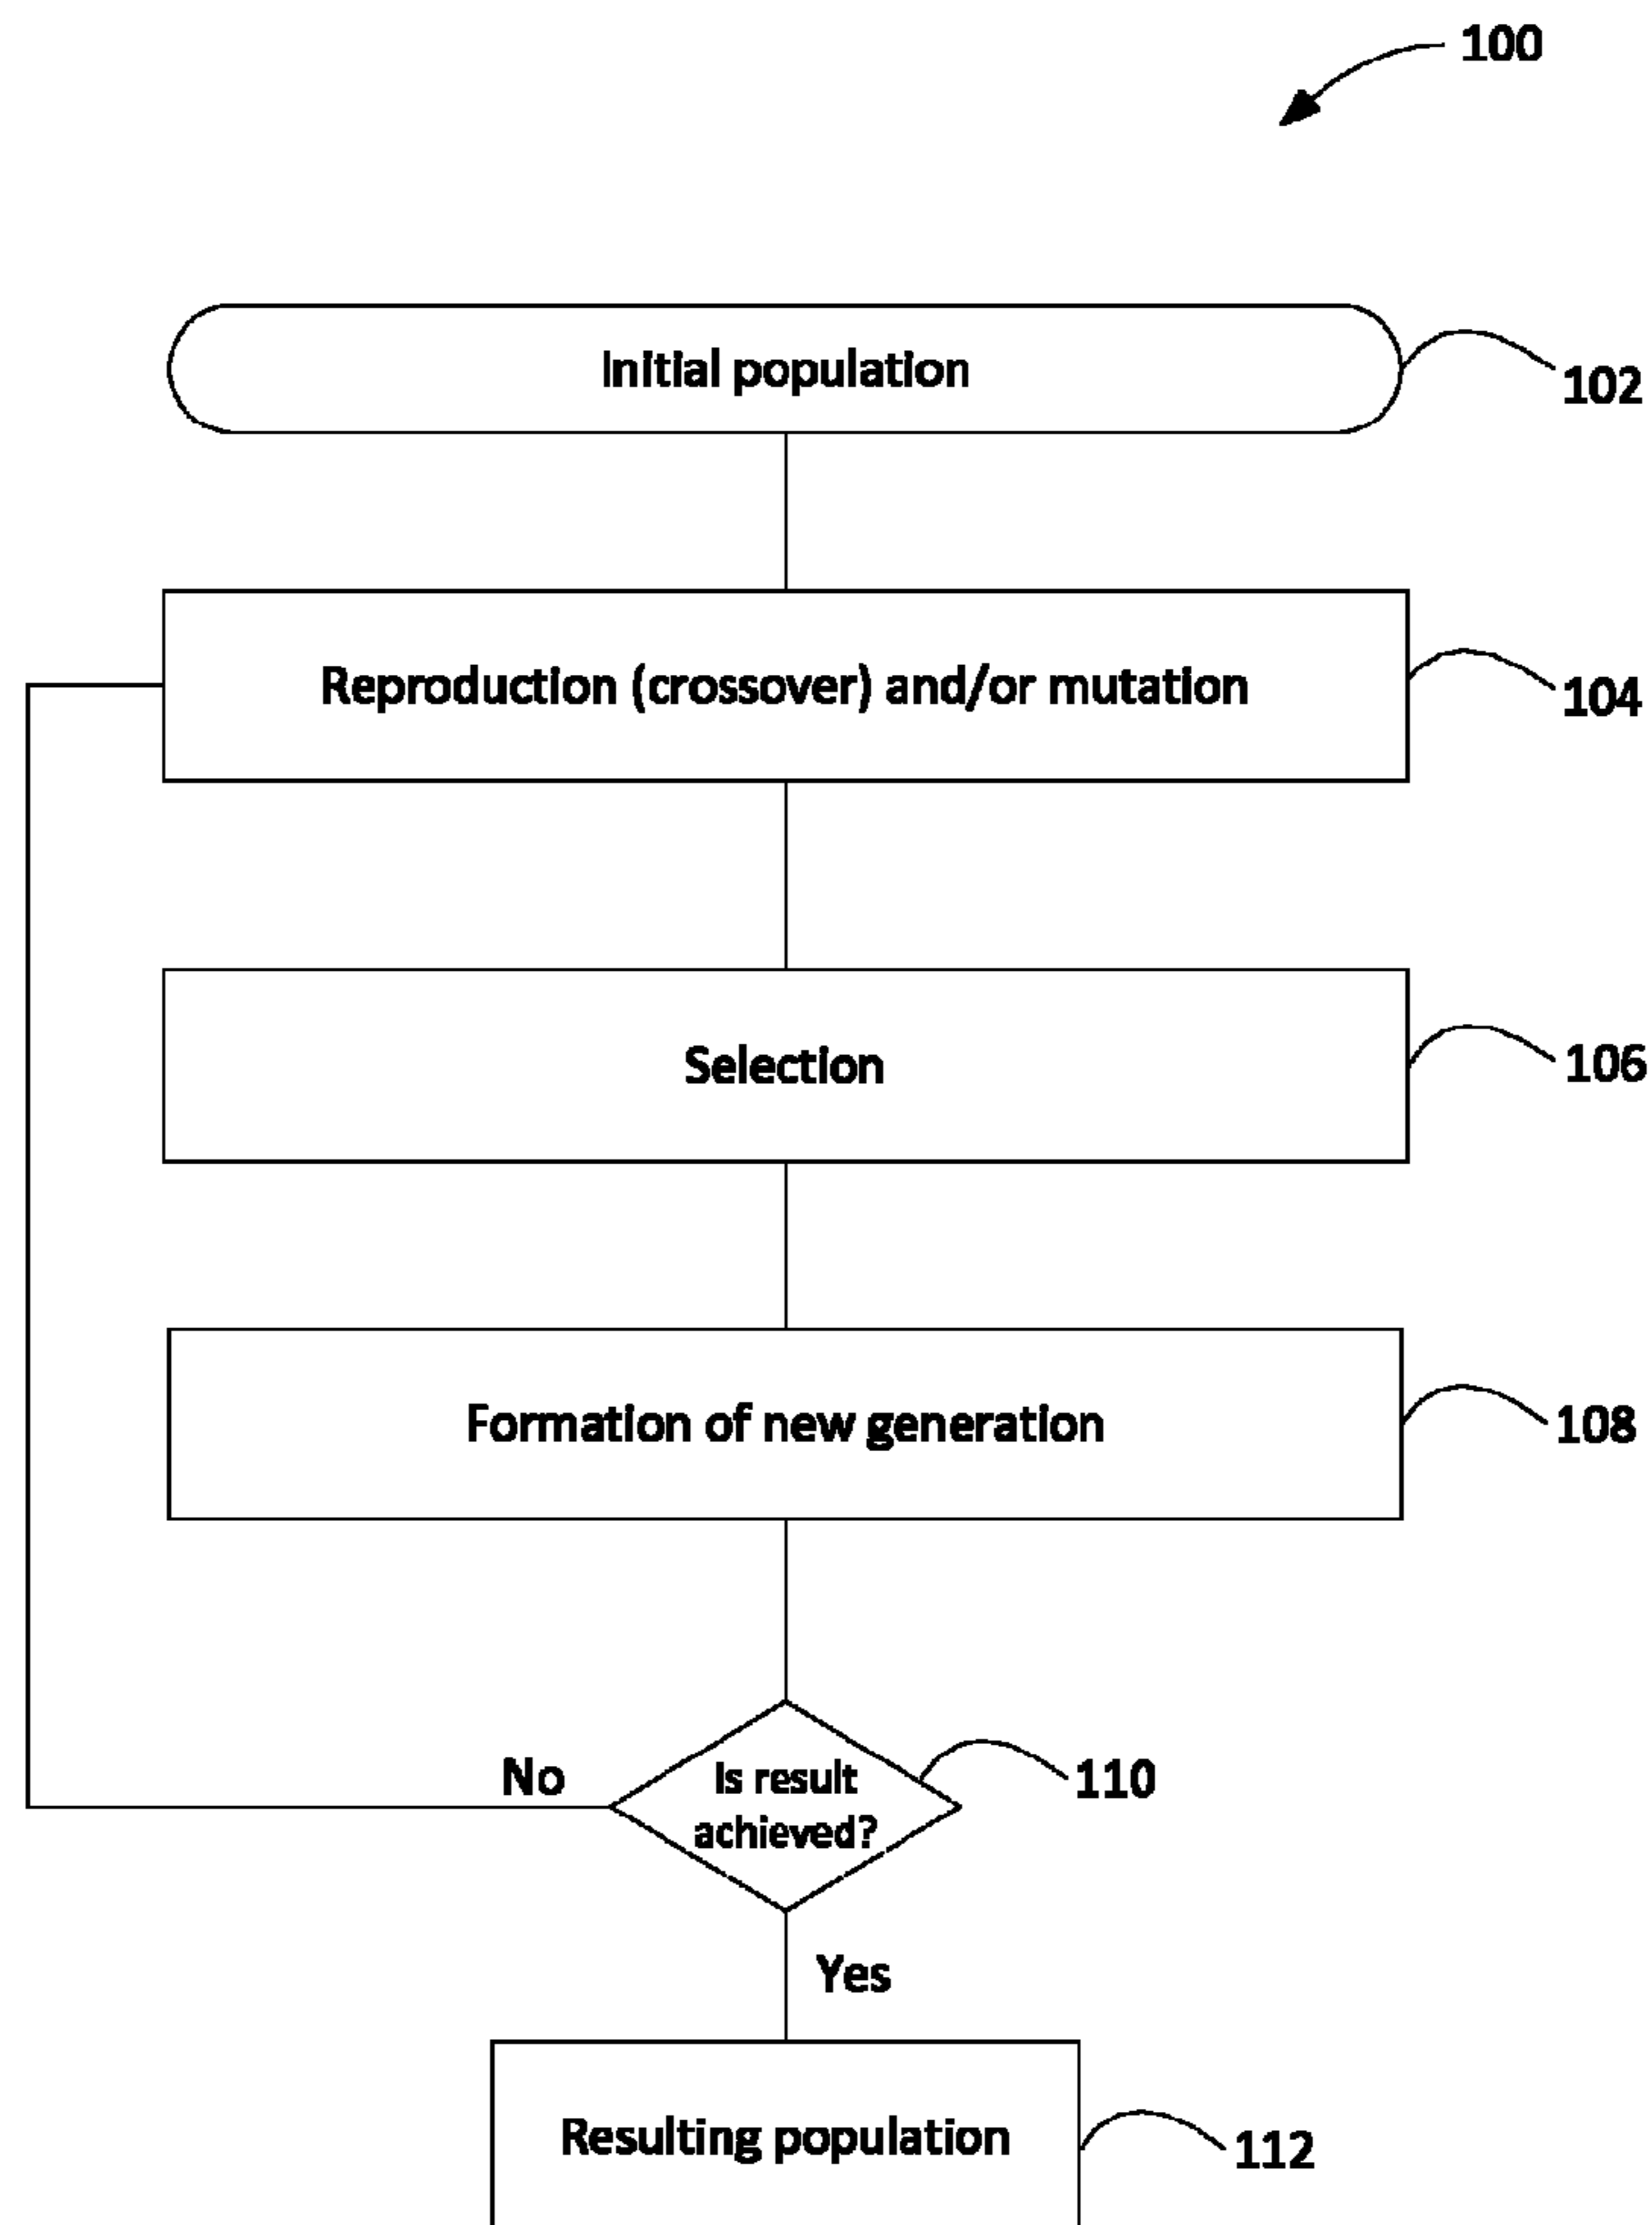 100
Initial population
102
Reproduction (crossover) and/or mutation
104
Selection
106
Formation of new generation
108
No
Is result
achieved?
110
Yes
Resulting population
112